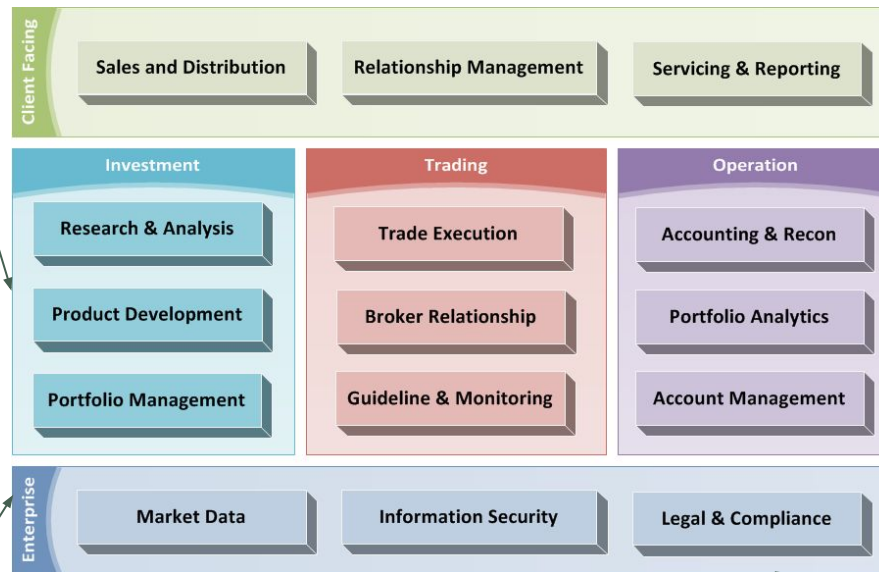 Client Facing
Sales and Distribution
Relationship Management
Servicing & Reporting
Investment
Research & Analysis
Product Development
Portfolio Management
Trading
Trade Execution
Broker Relationship
Guideline & Monitoring
Operation
Accounting & Recon
Portfolio Analytics
Account Management
Enterprise
Market Data
Information Security
Legal & Compliance